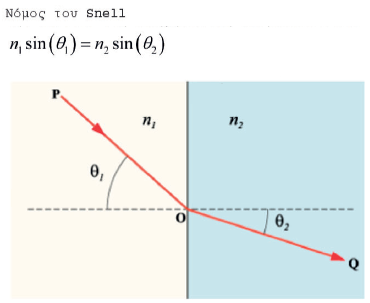 Νόμος του Snell
n₁ sin(θ₁) = n₂ sin(θ₂)
P
n₁
n₂
θ₁
O
θ₂
Q